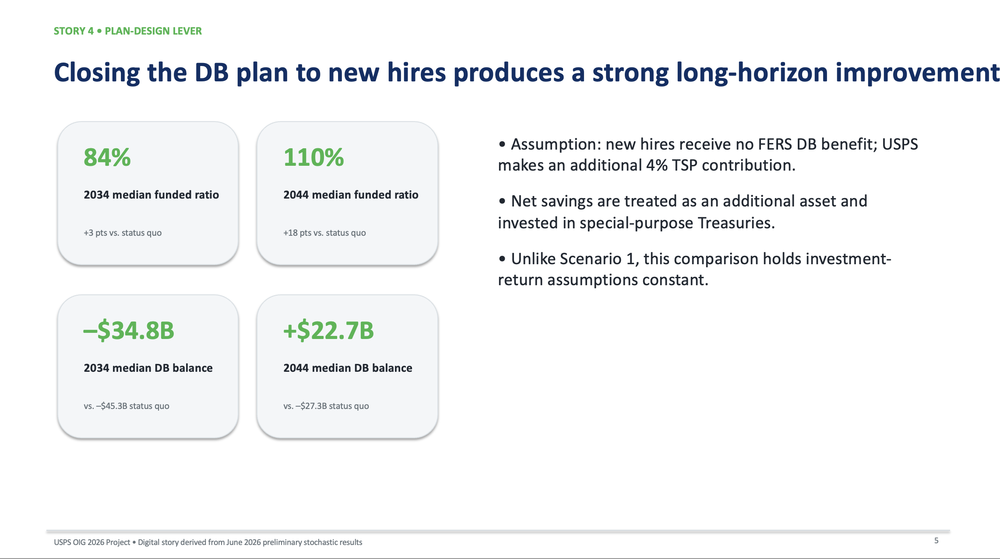 STORY 4 • PLAN-DESIGN LEVER
Closing the DB plan to new hires produces a strong long-horizon improvement
84%
2034 median funded ratio
+3 pts vs. status quo
110%
2044 median funded ratio
+18 pts vs. status quo
–$34.8B
2034 median DB balance
vs. –$45.3B status quo
+$22.7B
2044 median DB balance
vs. –$27.3B status quo
• Assumption: new hires receive no FERS DB benefit; USPS
makes an additional 4% TSP contribution.
• Net savings are treated as an additional asset and
invested in special-purpose Treasuries.
• Unlike Scenario 1, this comparison holds investment-
return assumptions constant.
USPS OIG 2026 Project • Digital story derived from June 2026 preliminary stochastic results
5